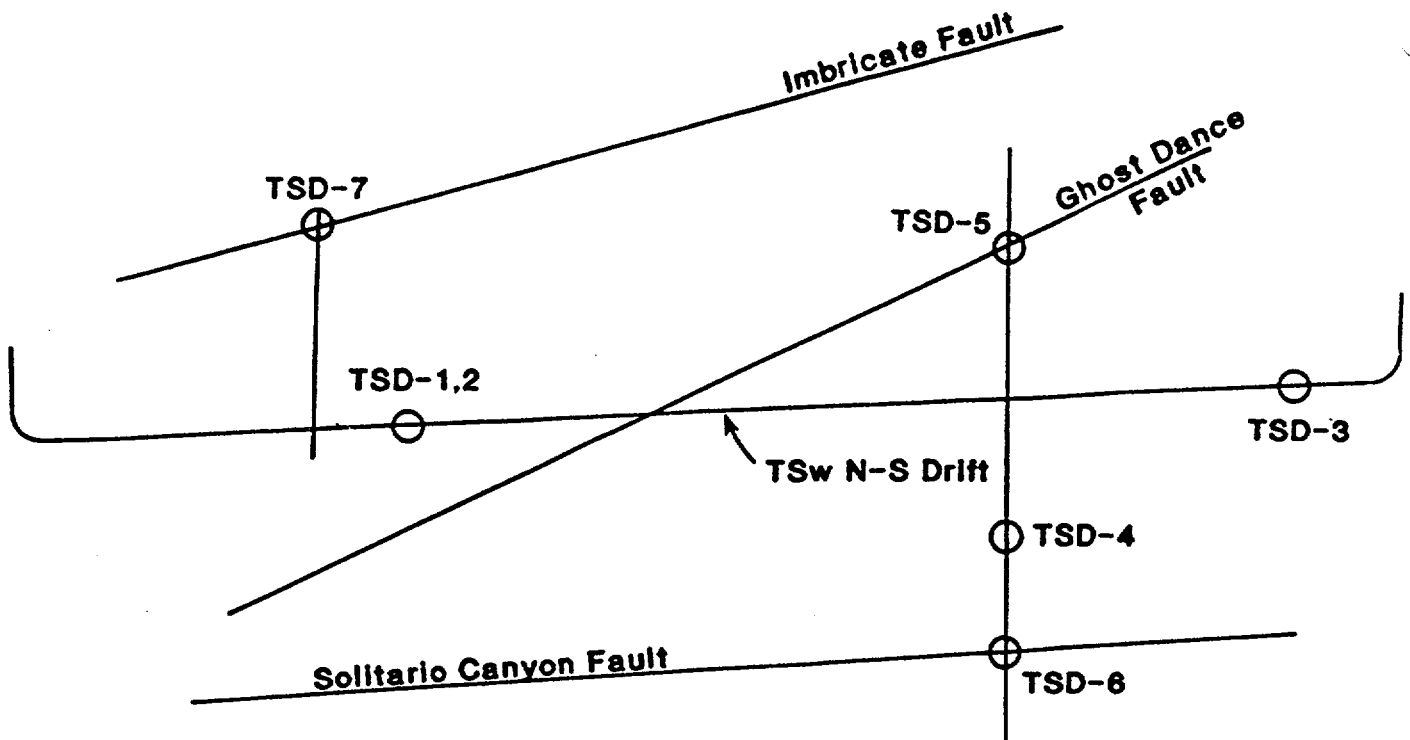 Imbricate Fault
TSD-7
Ghost Dance
Fault
TSD-5
TSD-1,2
TSD-3
TSw N-S Drift
TSD-4
Solitario Canyon Fault
TSD-6